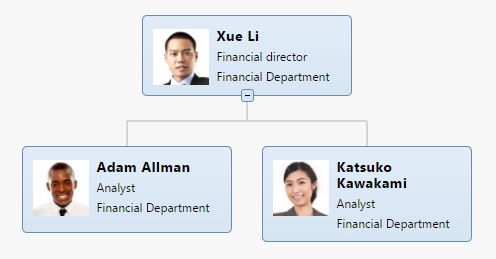 Xue Li
Financial director
Financial Department
Adam Allman
Analyst
Financial Department
Katsuko
Kawakami
Analyst
Financial Department